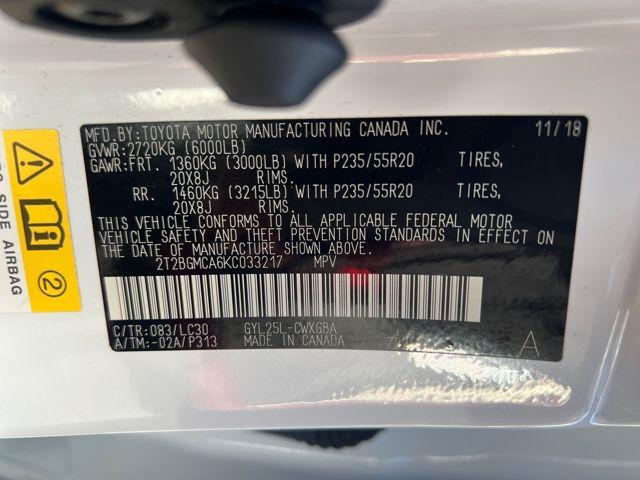 MFD.BY:TOYOTA MOTOR MANUFACTURING CANADA INC. 11/18
GVWR:2720KG (6000LB)
GAWR:FRT. 1360KG (3000LB) WITH P235/55R20 TIRES,
20X8J RIMS.
RR. 1460KG (3215LB) WITH P235/55R20 TIRES,
20X8J RIMS.
THIS VEHICLE CONFORMS TO ALL APPLICABLE FEDERAL MOTOR
VEHICLE SAFETY AND THEFT PREVENTION STANDARDS IN EFFECT ON
THE DATE OF MANUFACTURE SHOWN ABOVE.
2T2BGMCA6KC033217 MPV
C/TR:083/LC30 GYL25L-CWXGBA
A/TM:-02A/P313 MADE IN CANADA A
SIDE AIRBAG
2